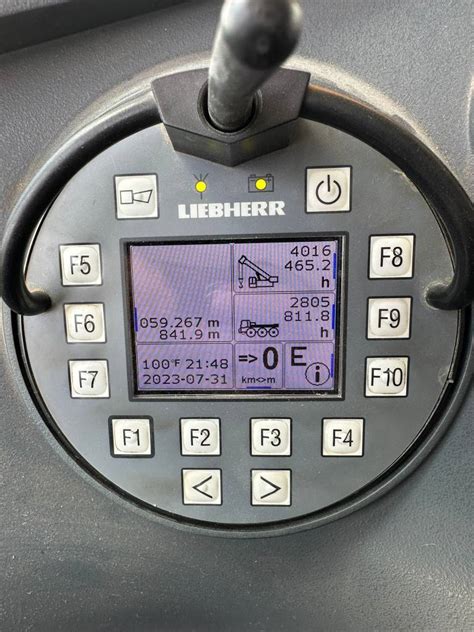 LIEBHERR
F5
F8
F6
F9
F7
F10
4016
465.2
h
059.267 m
841.9 m
2805
811.8
h
100°F 21:48
2023-07-31
=>0
km<>m
E
i
F1
F2
F3
F4
<
>